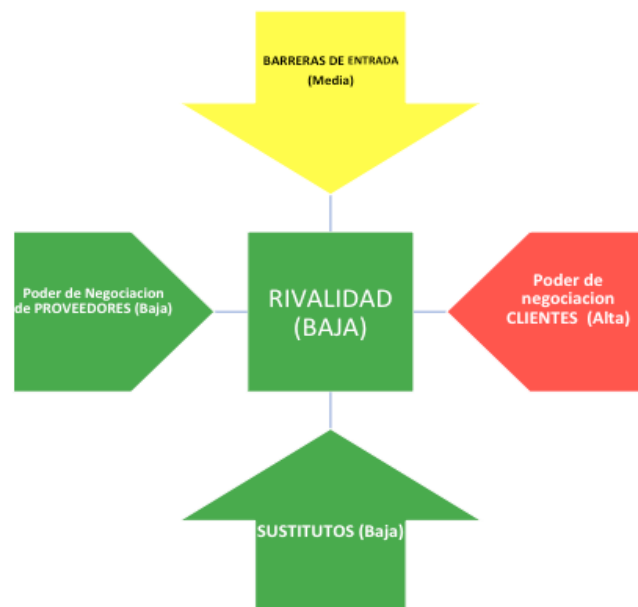 BARRERAS DE ENTRADA
(Media)
Poder de Negociacion
de PROVEEDORES (Baja)
RIVALIDAD
(BAJA)
Poder de
negociacion
CLIENTES (Alta)
SUSTITUTOS (Baja)